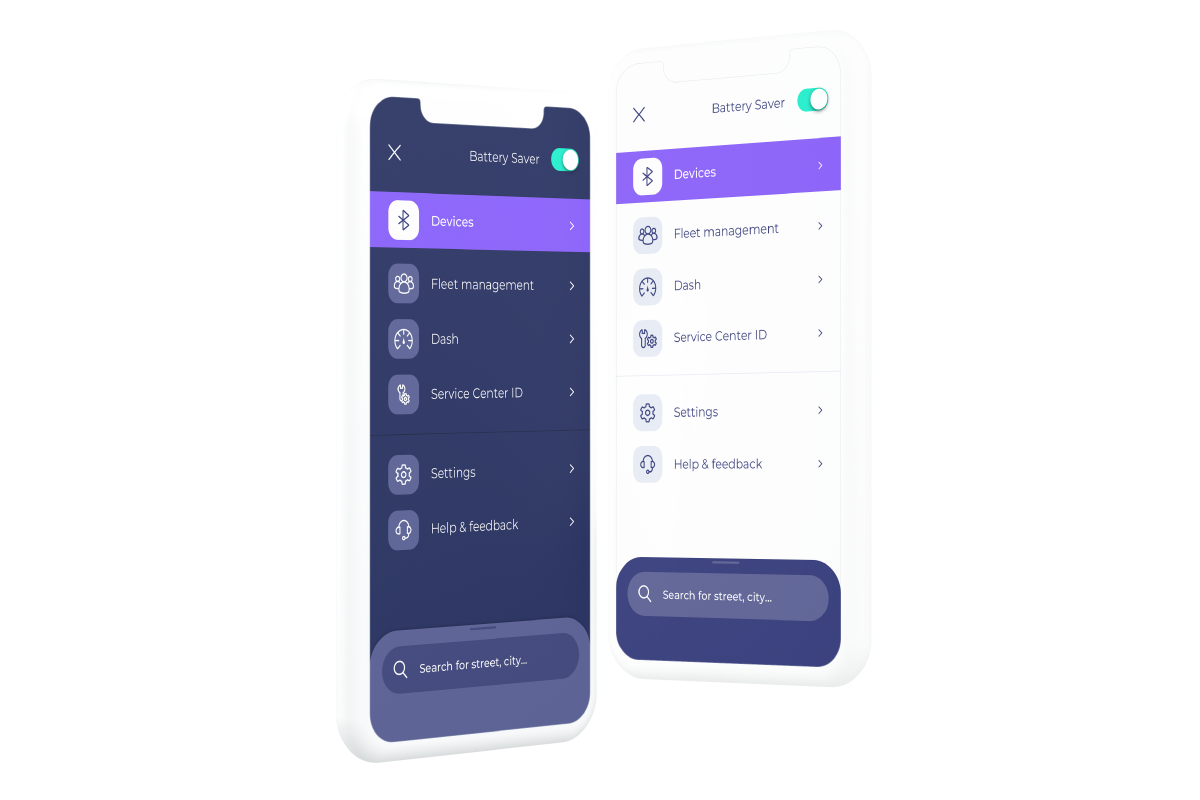 Battery Saver
Devices
Fleet management
Dash
Service Center ID
Settings
Help & feedback
Search for street, city...
Battery Saver
Devices
Fleet management
Dash
Service Center ID
Settings
Help & feedback
Search for street, city...